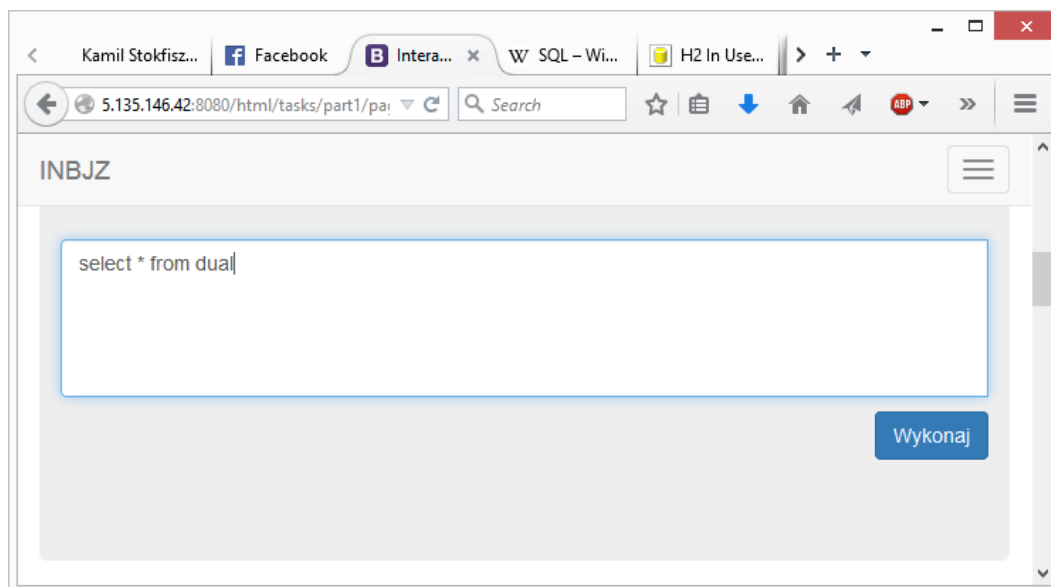 Kamil Stokfisz... Facebook Intera... SQL – Wi... H2 In Use...
5.135.146.42:8080/html/tasks/part1/pa Search ABP
INBJZ
select * from dual
Wykonaj